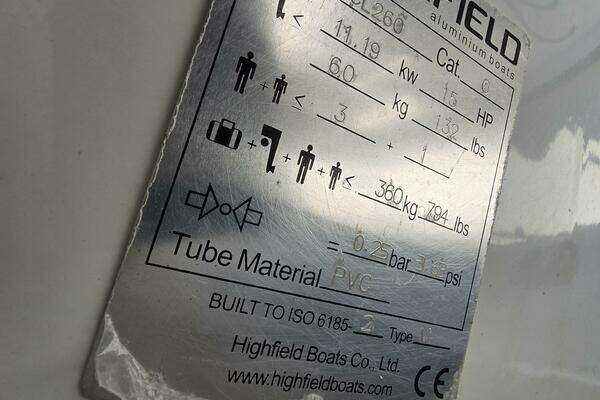 FIELD
aluminium boats
CL260 Cat. C
< 11.19 kw 15 HP
60 kg 132 lbs
+ ≤ 3 + 1
+ + + ≤ 360 kg 794 lbs
= 0.25 bar psi
Tube Material PVC
BUILT TO ISO 6185- 2 Type
Highfield Boats Co., Ltd.
www.highfieldboats.com CE